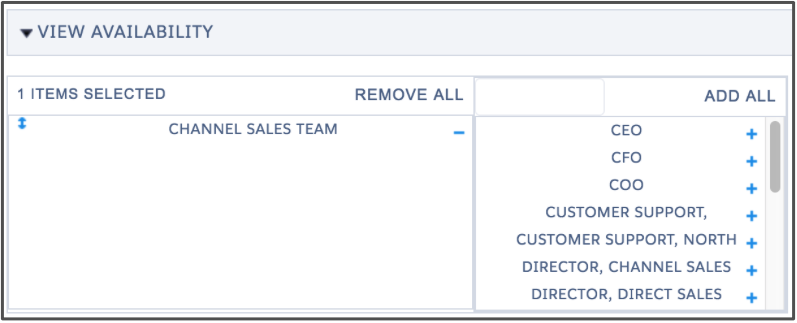 VIEW AVAILABILITY
1 ITEMS SELECTED
REMOVE ALL
ADD ALL
CHANNEL SALES TEAM
CEO
CFO
COO
CUSTOMER SUPPORT,
CUSTOMER SUPPORT, NORTH
DIRECTOR, CHANNEL SALES
DIRECTOR, DIRECT SALES